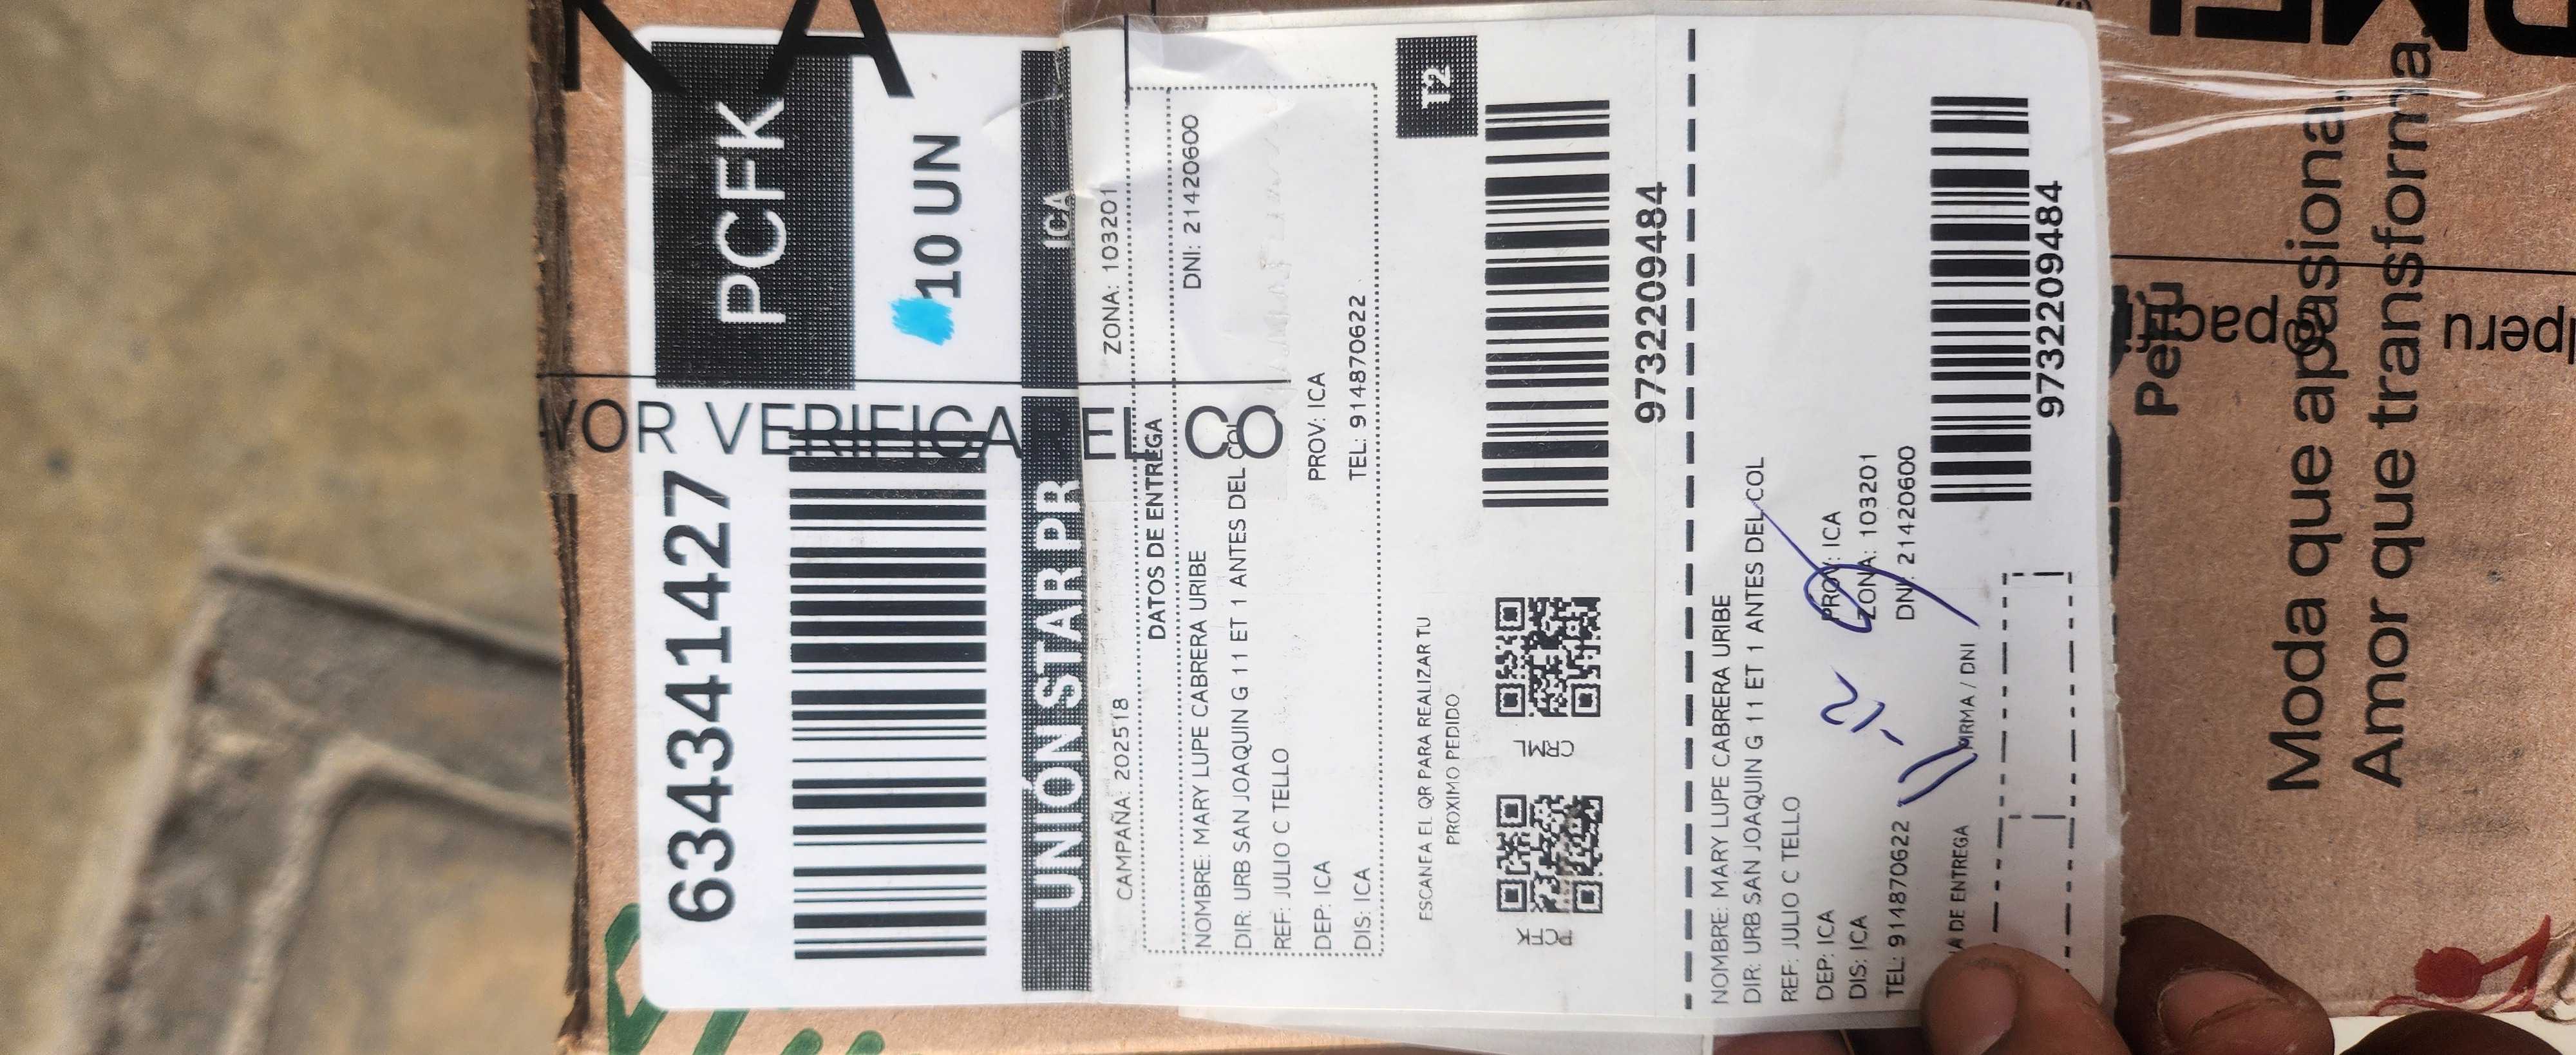 PCFK
634341427
10 UN
VERIFICA EL CO
UNIÓN STAR PR
ICA
CAMPAÑA: 202518
ZONA: 103201
DATOS DE ENTREGA
NOMBRE: MARY LUPE CABRERA URIBE
DNI: 21420600
DIR: URB SAN JOAQUIN G 11 ET 1 ANTES DEL COL
REF: JULIO C TELLO
DEP: ICA
PROV: ICA
DIS: ICA
TEL: 914870622
T2
ESCANEA EL QR PARA REALIZAR TU
PROXIMO PEDIDO
PCFK
CRML
9732209484
NOMBRE: MARY LUPE CABRERA URIBE
DIR: URB SAN JOAQUIN G 11 ET 1 ANTES DEL COL
REF: JULIO C TELLO
DEP: ICA
PROV: ICA
DIS: ICA
ZONA: 103201
TEL: 914870622
DNI: 21420600
A DE ENTREGA
FIRMA / DNI
9732209484
Perú
Moda que apasiona,
Amor que transforma.